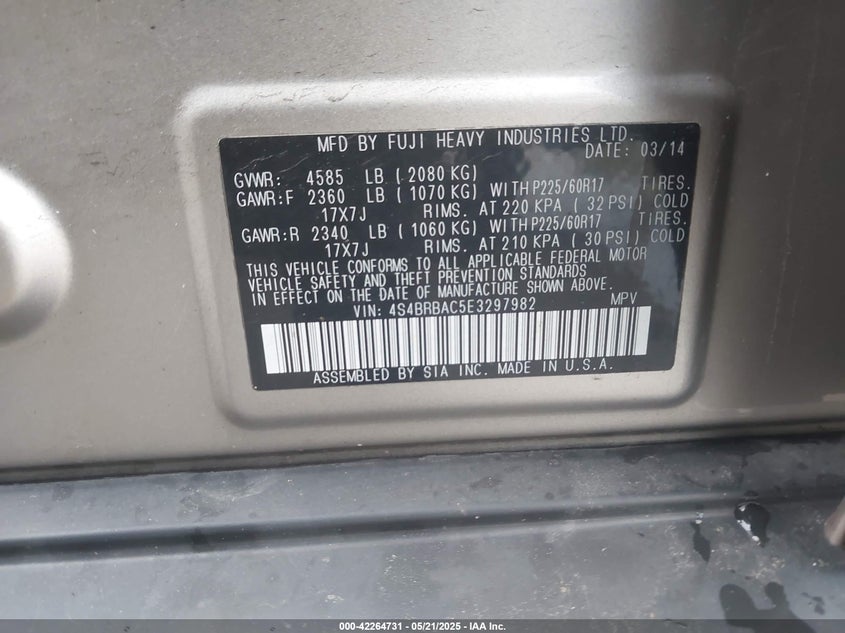 MFD BY FUJI HEAVY INDUSTRIES LTD.
DATE: 03/14
GVWR: 4585 LB ( 2080 KG)
GAWR:F 2360 LB ( 1070 KG) WITH P225/60R17 TIRES.
17X7J RIMS. AT 220 KPA ( 32 PSI) COLD
GAWR:R 2340 LB ( 1060 KG) WITH P225/60R17 TIRES.
17X7J RIMS. AT 210 KPA ( 30 PSI) COLD
THIS VEHICLE CONFORMS TO ALL APPLICABLE FEDERAL MOTOR
VEHICLE SAFETY AND THEFT PREVENTION STANDARDS
IN EFFECT ON THE DATE OF MANUFACTURE SHOWN ABOVE.
VIN: 4S4BRBAC5E3297982 MPV
ASSEMBLED BY SIA INC. MADE IN U.S.A.
000-42264731 - 05/21/2025 - IAA Inc.